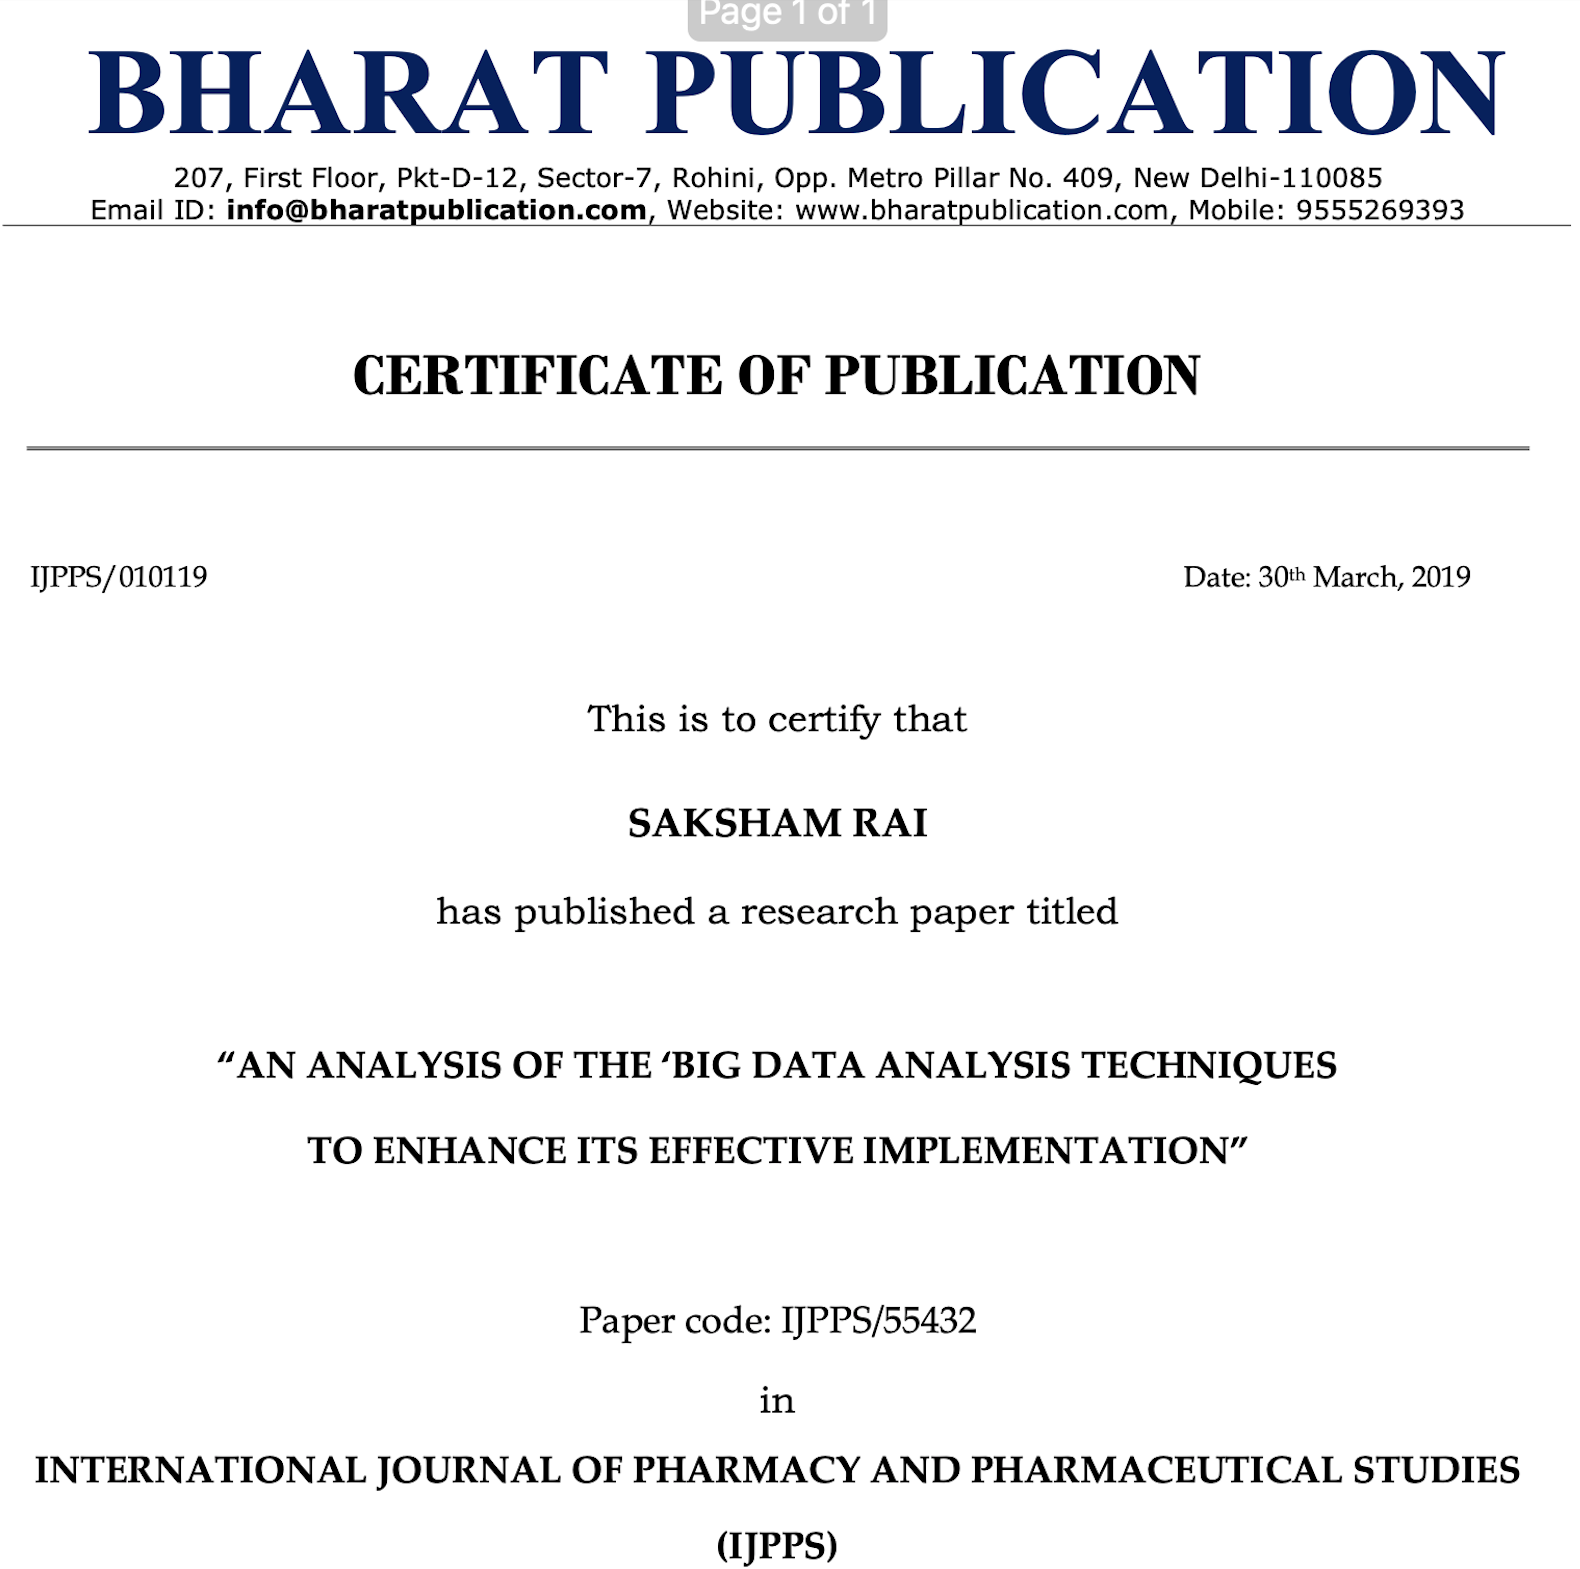 Page 1 of 1
BHARAT PUBLICATION
207, First Floor, Pkt-D-12, Sector-7, Rohini, Opp. Metro Pillar No. 409, New Delhi-110085
Email ID: info@bharatpublication.com, Website: www.bharatpublication.com, Mobile: 9555269393
CERTIFICATE OF PUBLICATION
IJPPS/010119 Date: 30th March, 2019
This is to certify that
SAKSHAM RAI
has published a research paper titled
“AN ANALYSIS OF THE ‘BIG DATA ANALYSIS TECHNIQUES
TO ENHANCE ITS EFFECTIVE IMPLEMENTATION”
Paper code: IJPPS/55432
in
INTERNATIONAL JOURNAL OF PHARMACY AND PHARMACEUTICAL STUDIES
(IJPPS)